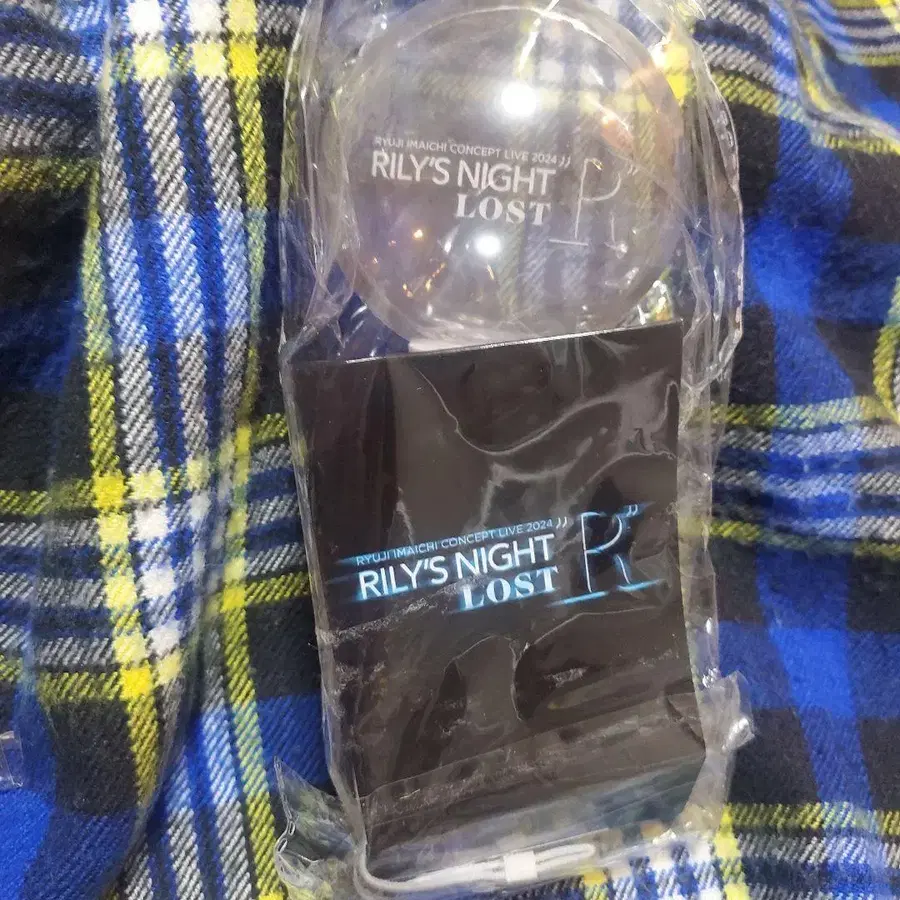 RYUJI IMAICHI CONCEPT LIVE 2024
RILY'S NIGHT
LOST
R"
RYUJI IMAICHI CONCEPT LIVE 2024
RILY'S NIGHT
LOST
R"